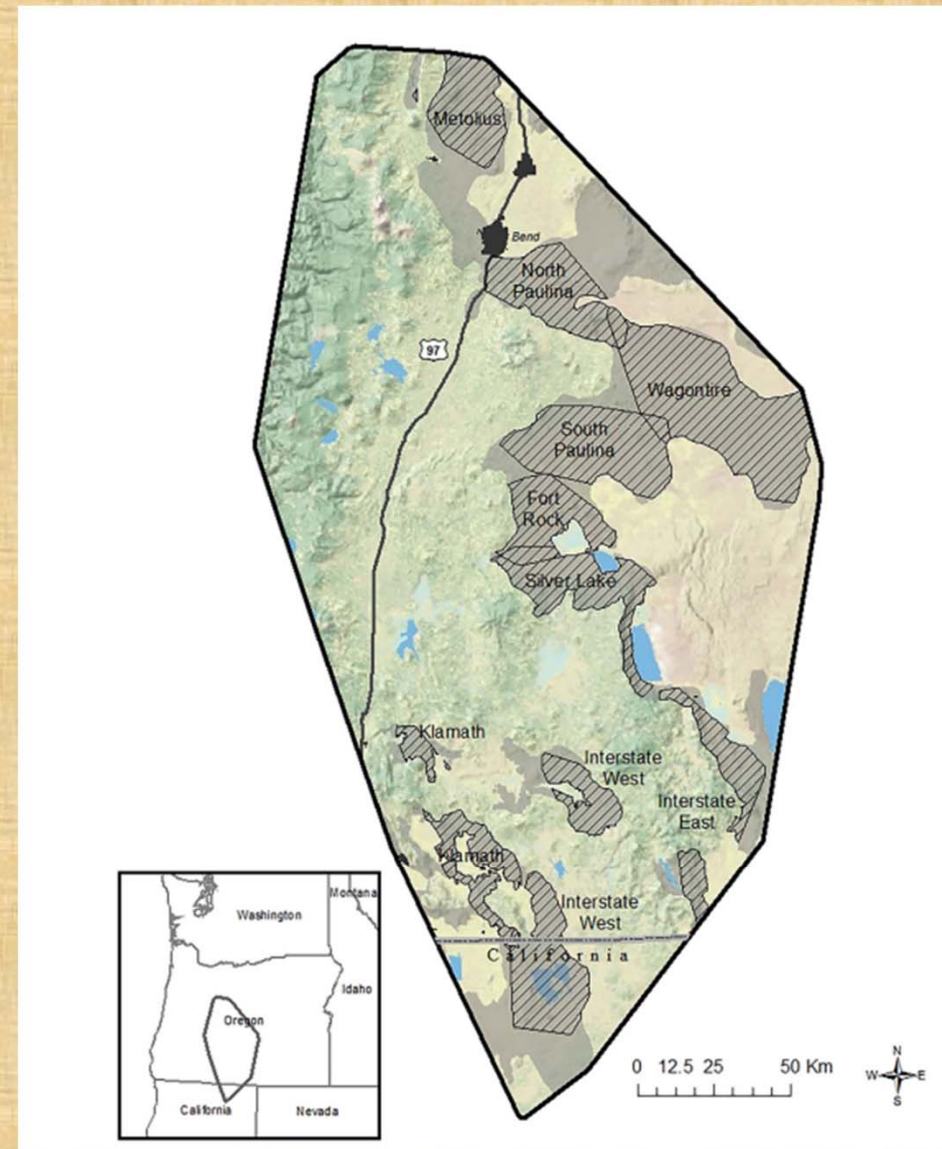 Metolius
Bend
North
Paulina
97
Wagontire
South
Paulina
Fort
Rock
Silver Lake
Klamath
Interstate
West
Interstate
East
Klamath
Interstate
West
California
Montana
Washington
Idaho
Oregon
California
Nevada
0 12.5 25 50 Km
N
W E
S